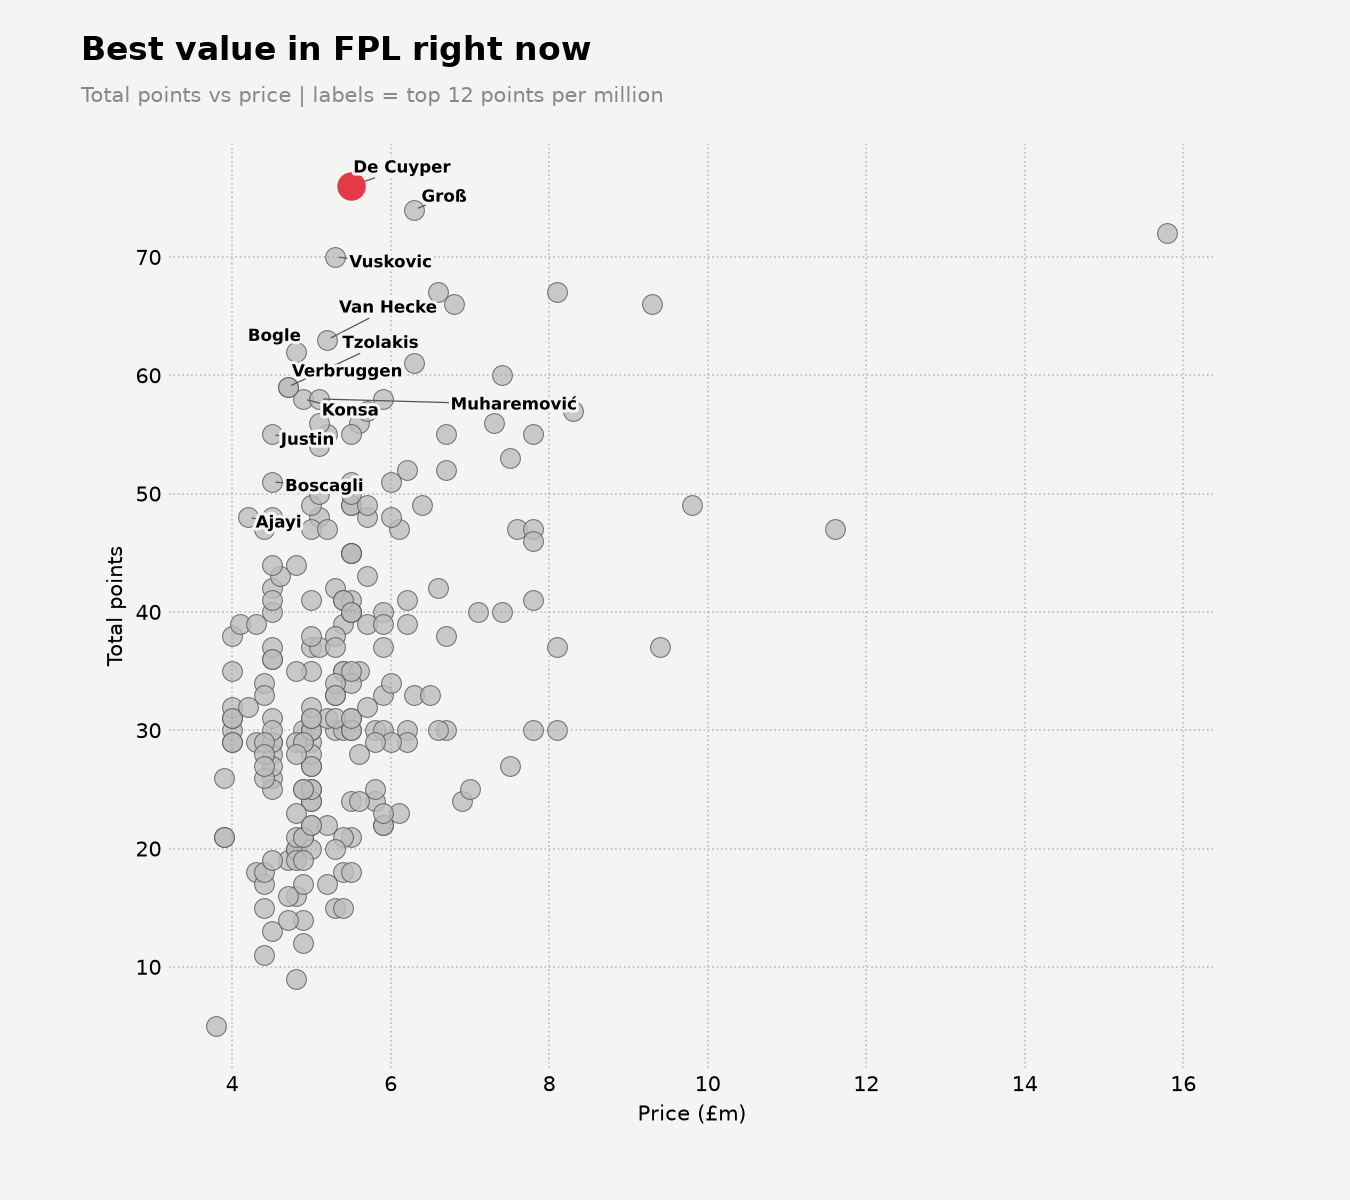 Best value in FPL right now
Total points vs price | labels = top 12 points per million
De Cuyper
Groß
Vuskovic
Van Hecke
Bogle
Tzolakis
Verbruggen
Muharemović
Konsa
Justin
Boscagli
Ajayi
70
60
50
40
30
20
10
Total points
4 6 8 10 12 14 16
Price (£m)